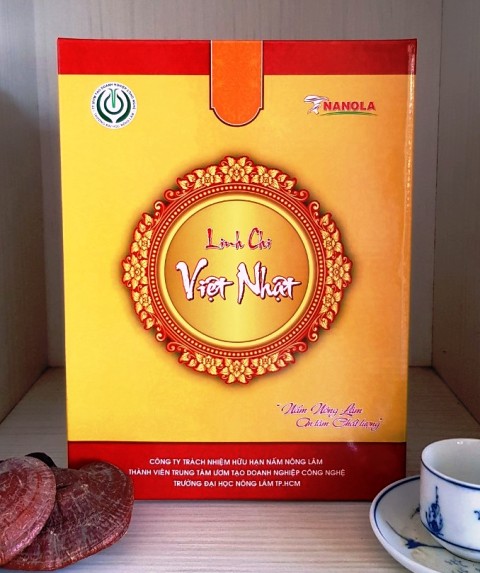 NANOLA
Linh Chi
Việt Nhật
"Nấm Nông Lâm
Chữ tâm Chất lượng"
CÔNG TY TRÁCH NHIỆM HỮU HẠN NẤM NÔNG LÂM
THÀNH VIÊN TRUNG TÂM ƯƠM TẠO DOANH NGHIỆP CÔNG NGHỆ
TRƯỜNG ĐẠI HỌC NÔNG LÂM TP.HCM